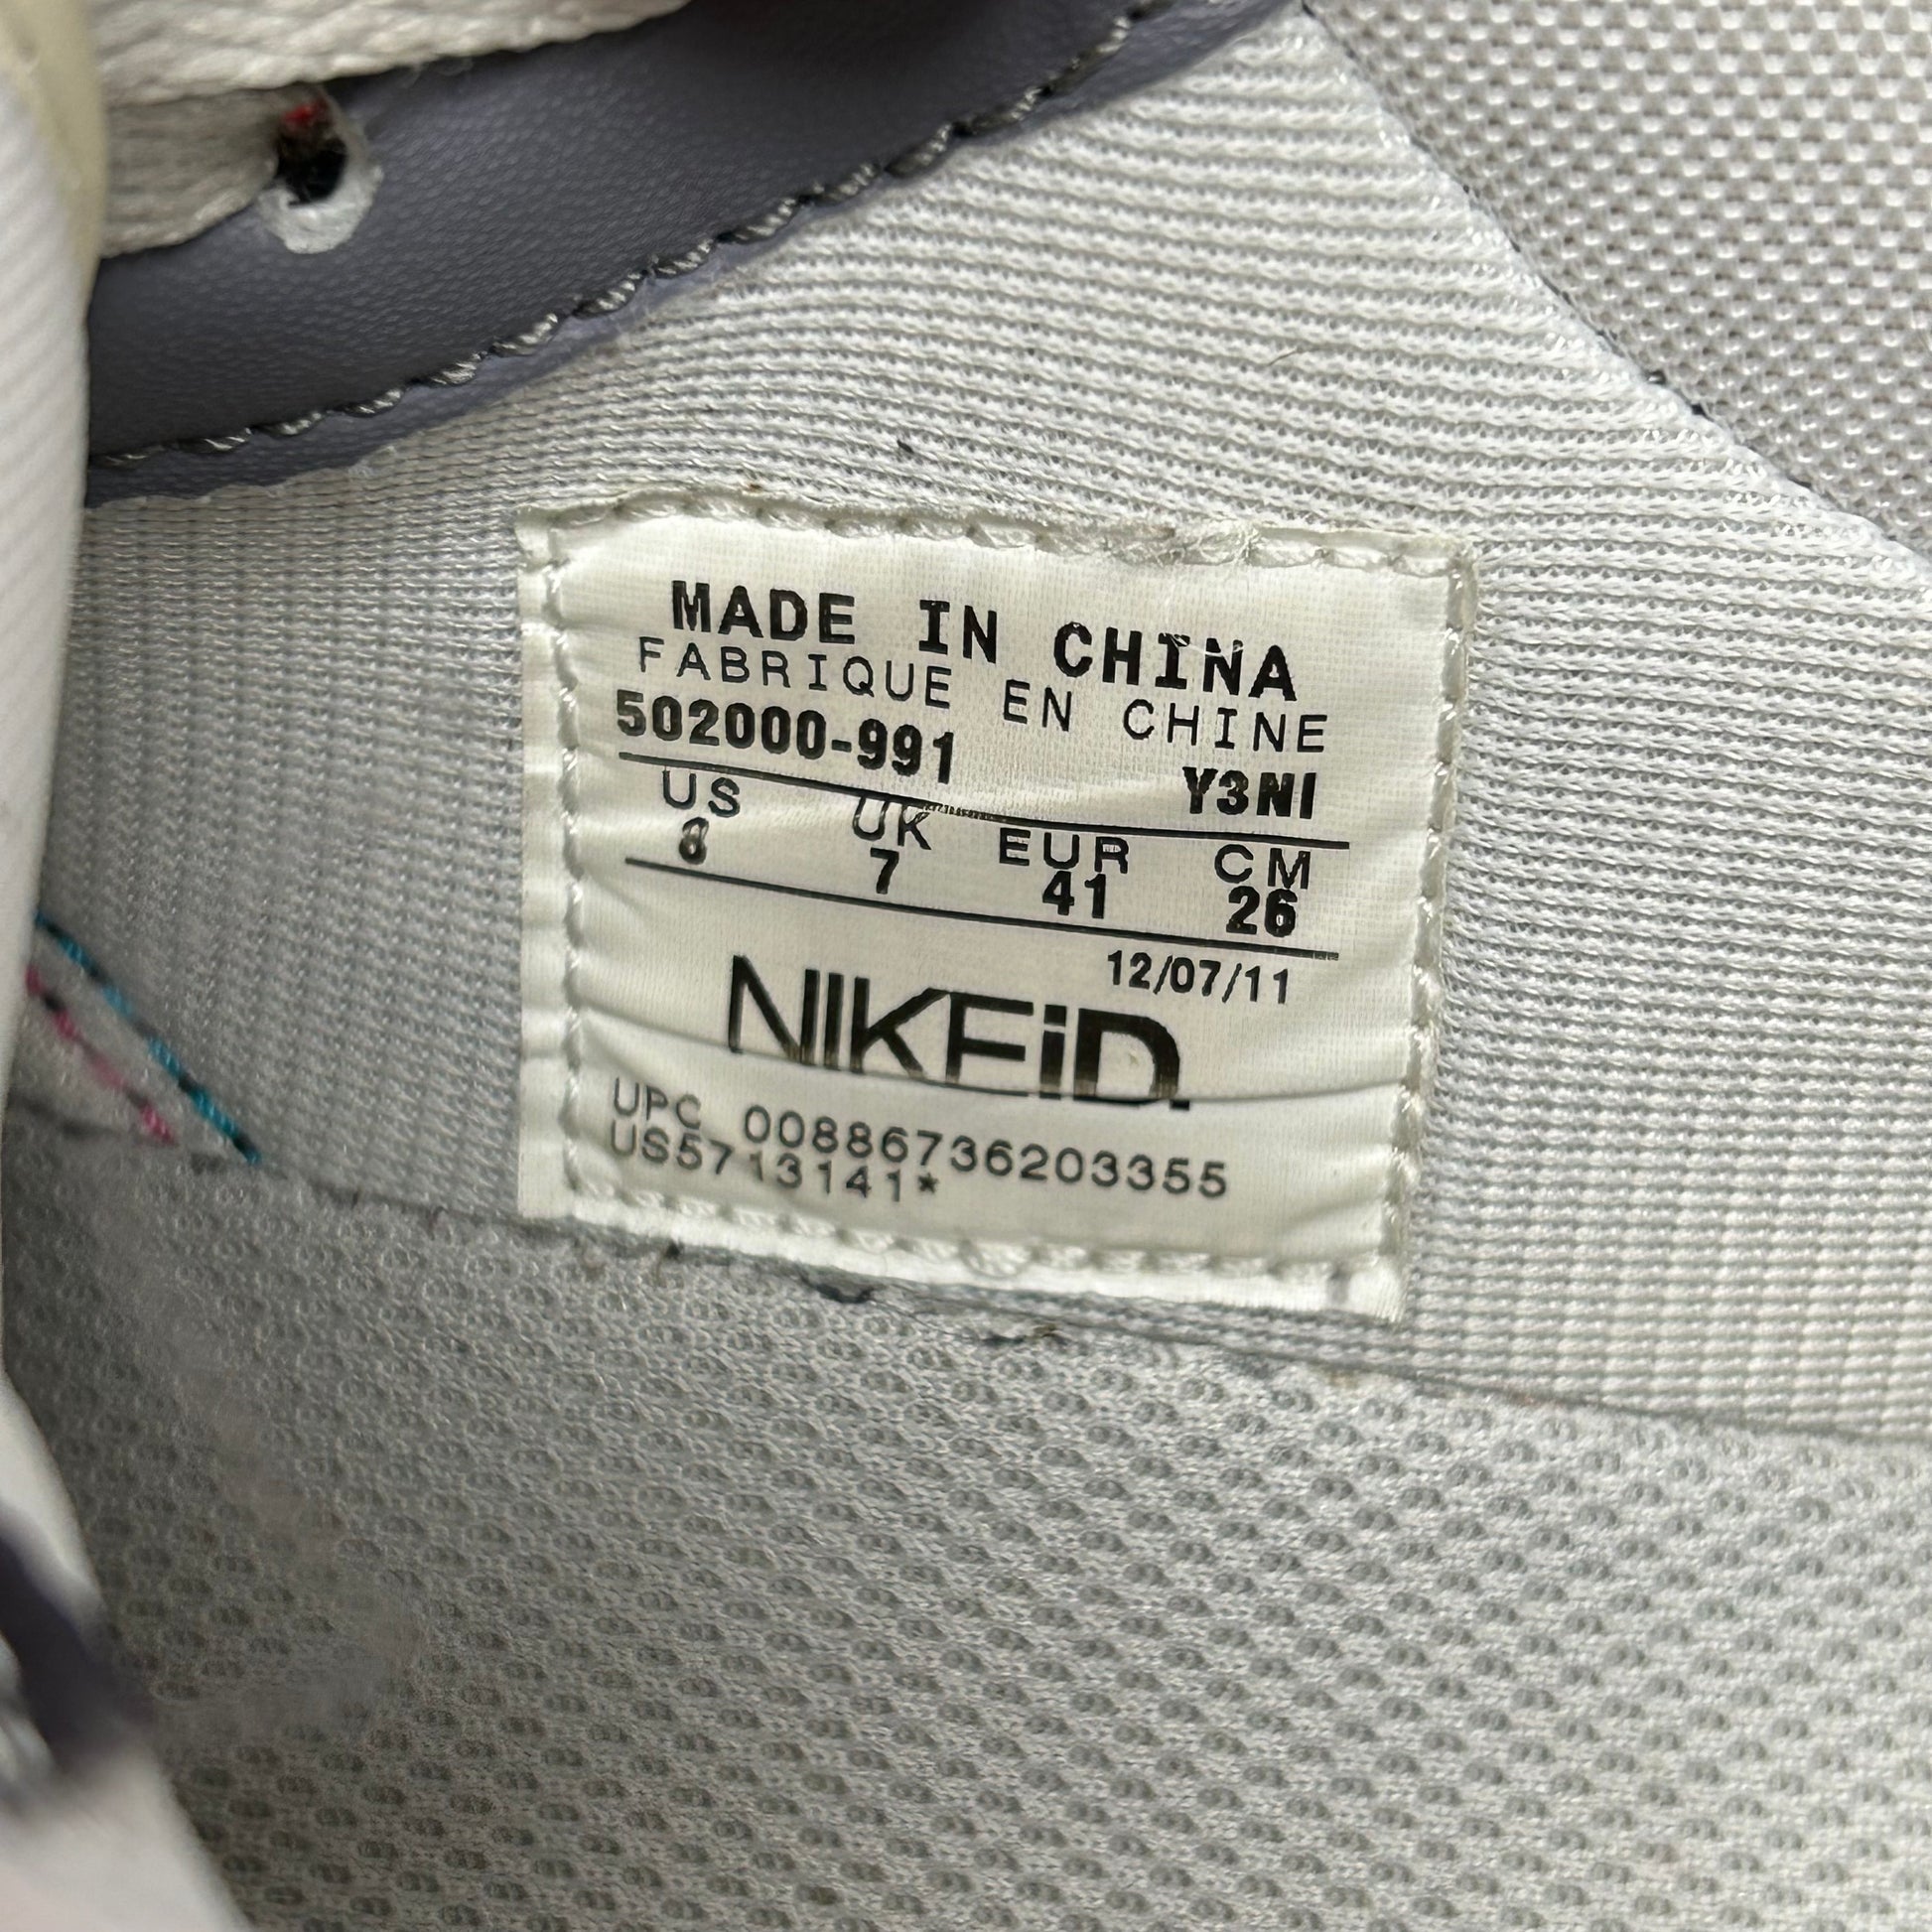 MADE IN CHINA
FABRIQUE EN CHINE
502000-991 Y3NI
US UK EUR CM
8 7 41 26
12/07/11
NIKEiD.
UPC 00886736203355
US5713141*